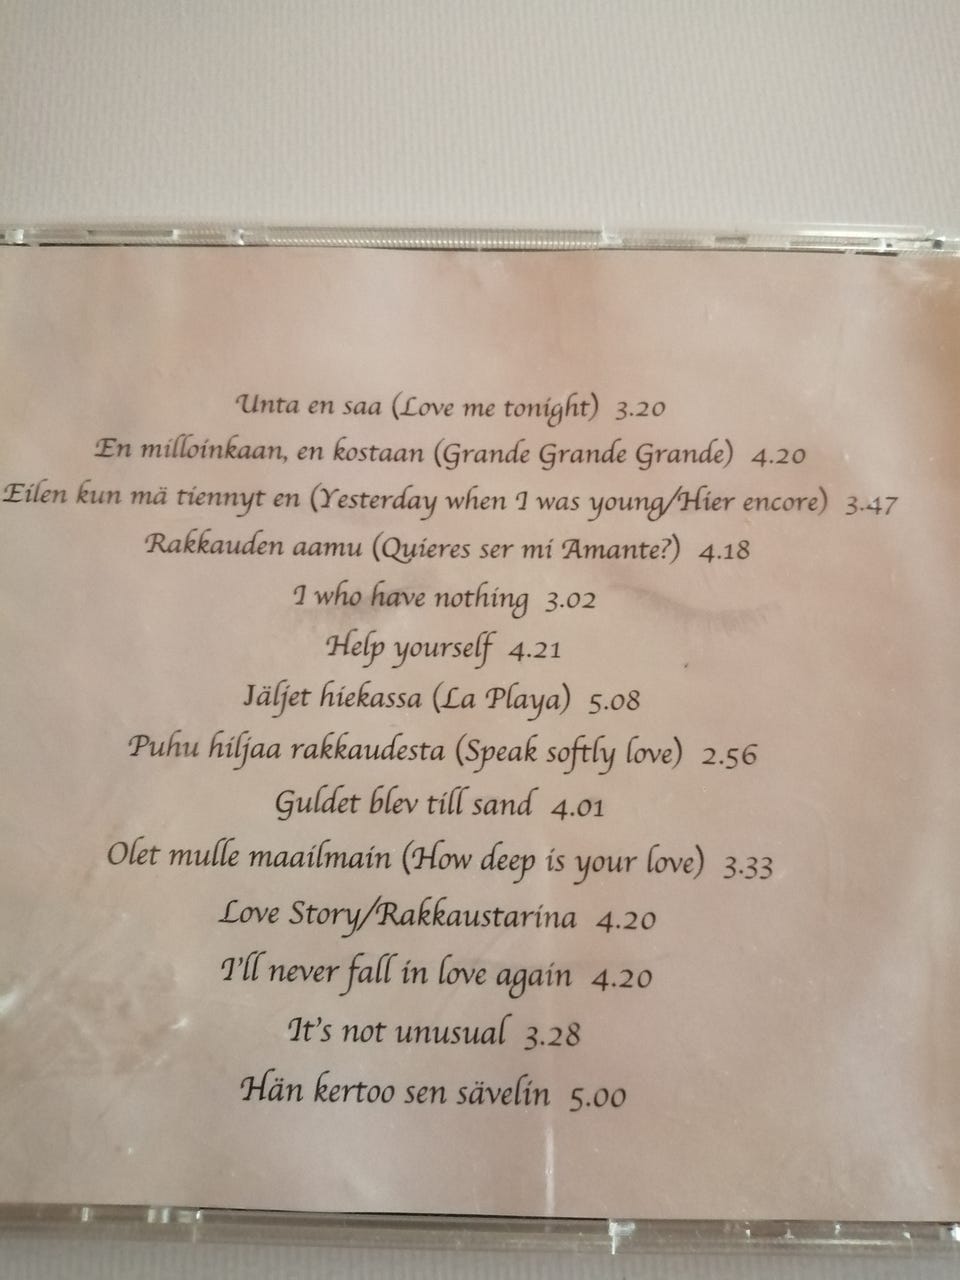 Unta en saa (Love me tonight) 3.20
En milloinkaan, en kostaan (Grande Grande Grande) 4.20
Eilen kun mä tiennyt en (Yesterday when I was young/Hier encore) 3.47
Rakkauden aamu (Quieres ser mi Amante?) 4.18
I who have nothing 3.02
Help yourself 4.21
Jäljet hiekassa (La Playa) 5.08
Puhu hiljaa rakkaudesta (Speak softly love) 2.56
Guldet blev till sand 4.01
Olet mulle maailmain (How deep is your love) 3.33
Love Story/Rakkaustarina 4.20
I'll never fall in love again 4.20
It's not unusual 3.28
Hän kertoo sen sävelin 5.00